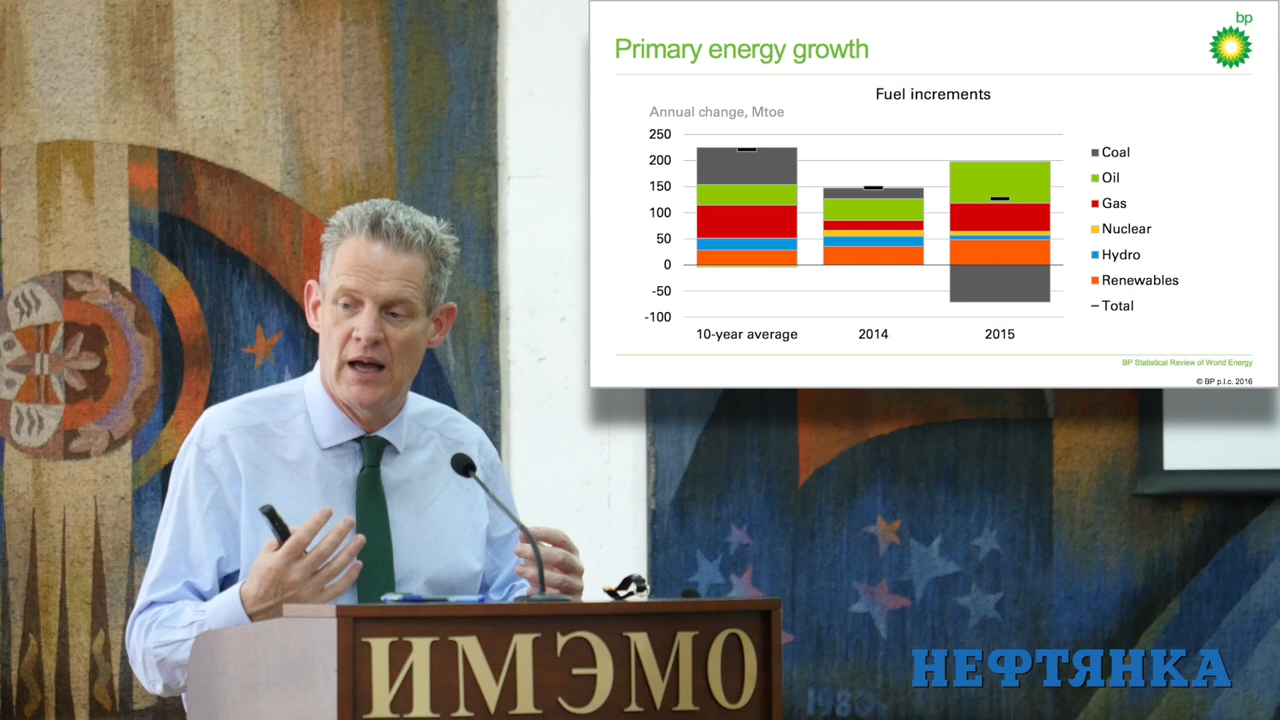 bp
Primary energy growth
Fuel increments
Annual change, Mtoe
250
200
150
100
50
0
-50
-100
10-year average 2014 2015
Coal
Oil
Gas
Nuclear
Hydro
Renewables
Total
BP Statistical Review of World Energy
© BP p.l.c. 2016
ИМЭМО
НЕФТЯНКА
1980